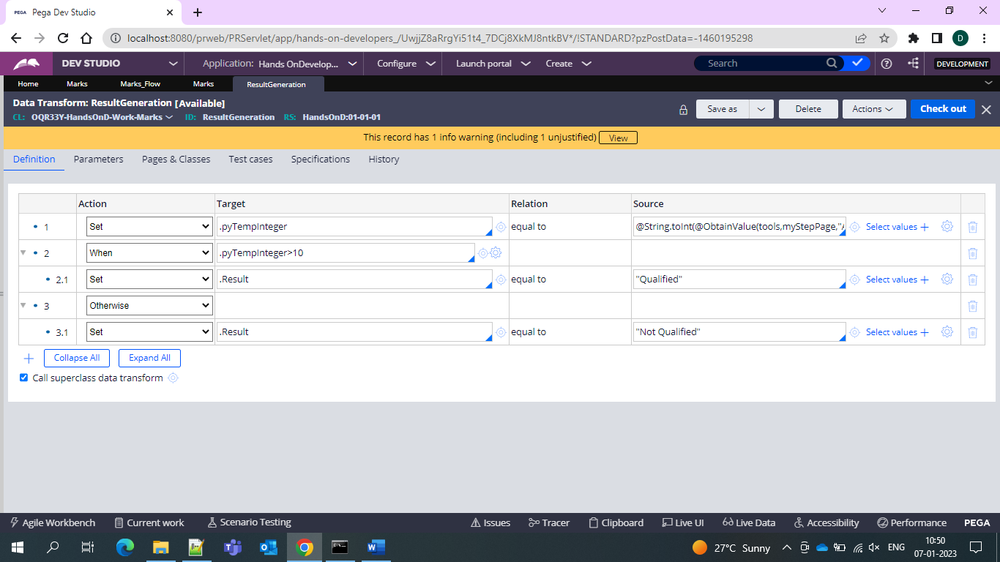 PEGA Pega Dev Studio
localhost:8080/prweb/PRServlet/app/hands-on-developers_/UwjjZ8aRrgYi51t4_7DCj8XkMJ8ntkBV*/!STANDARD?pzPostData=-1460195298
D
DEV STUDIO Application: Hands OnDevelop... Configure Launch portal Create Search DEVELOPMENT
Home Marks Marks_Flow Marks ResultGeneration
Data Transform: ResultGeneration [Available]
CL: OQR33Y-HandsOnD-Work-Marks ID: ResultGeneration RS: HandsOnD:01-01-01
Save as Delete Actions Check out
This record has 1 info warning (including 1 unjustified) View
Definition Parameters Pages & Classes Test cases Specifications History
Action Target Relation Source
1 Set .pyTempInteger equal to @String.toInt(@ObtainValue(tools,myStepPage," Select values
2 When .pyTempInteger>10
2.1 Set .Result equal to "Qualified" Select values
3 Otherwise
3.1 Set .Result equal to "Not Qualified" Select values
Collapse All Expand All
Call superclass data transform
Agile Workbench Current work Scenario Testing Issues Tracer Clipboard Live UI Live Data Accessibility Performance PEGA
27°C Sunny ENG 10:50
07-01-2023